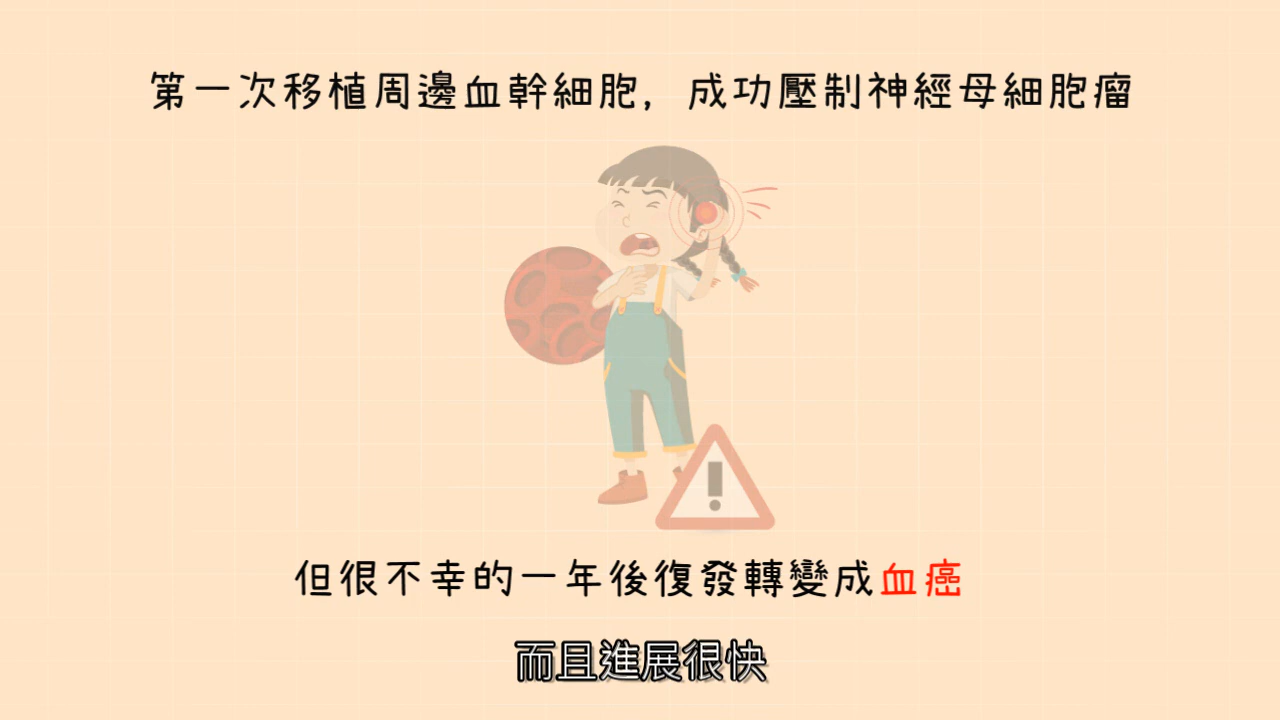 第一次移植周邊血幹細胞，成功壓制神經母細胞瘤
但很不幸的一年後復發轉變成血癌
而且進展很快